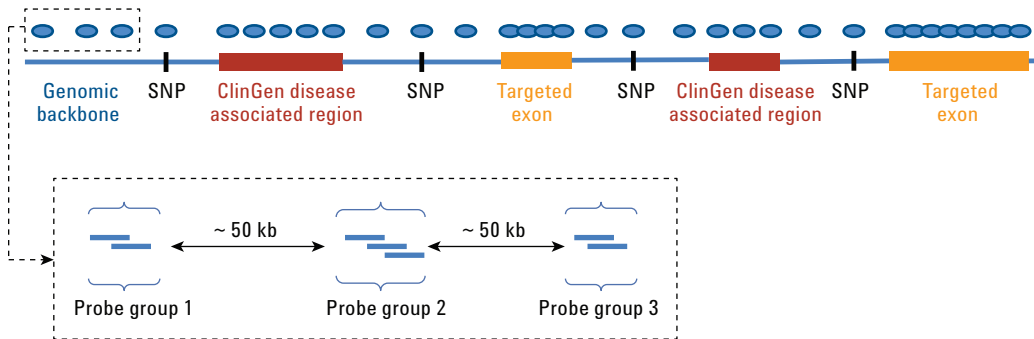 Genomic
backbone
SNP
ClinGen disease
associated region
SNP
Targeted
exon
SNP
ClinGen disease
associated region
SNP
Targeted
exon
~ 50 kb
~ 50 kb
Probe group 1
Probe group 2
Probe group 3